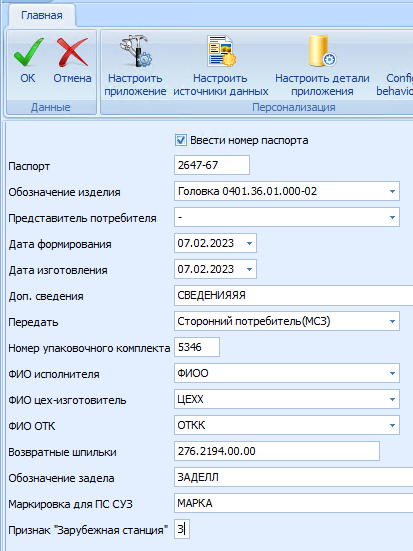 Главная
ОК Отмена Настроить приложение Настроить источники данных Настроить детали приложения Config behavio
Данные Персонализация
Ввести номер паспорта
Паспорт 2647-67
Обозначение изделия Головка 0401.36.01.000-02
Представитель потребителя -
Дата формирования 07.02.2023
Дата изготовления 07.02.2023
Доп. сведения СВЕДЕНИЯЯЯ
Передать Сторонний потребитель(МСЗ)
Номер упаковочного комплекта 5346
ФИО исполнителя ФИОО
ФИО цех-изготовитель ЦЕХХ
ФИО ОТК ОТКК
Возвратные шпильки 276.2194.00.00
Обозначение задела ЗАДЕЛЛ
Маркировка для ПС СУЗ МАРКА
Признак "Зарубежная станция" З